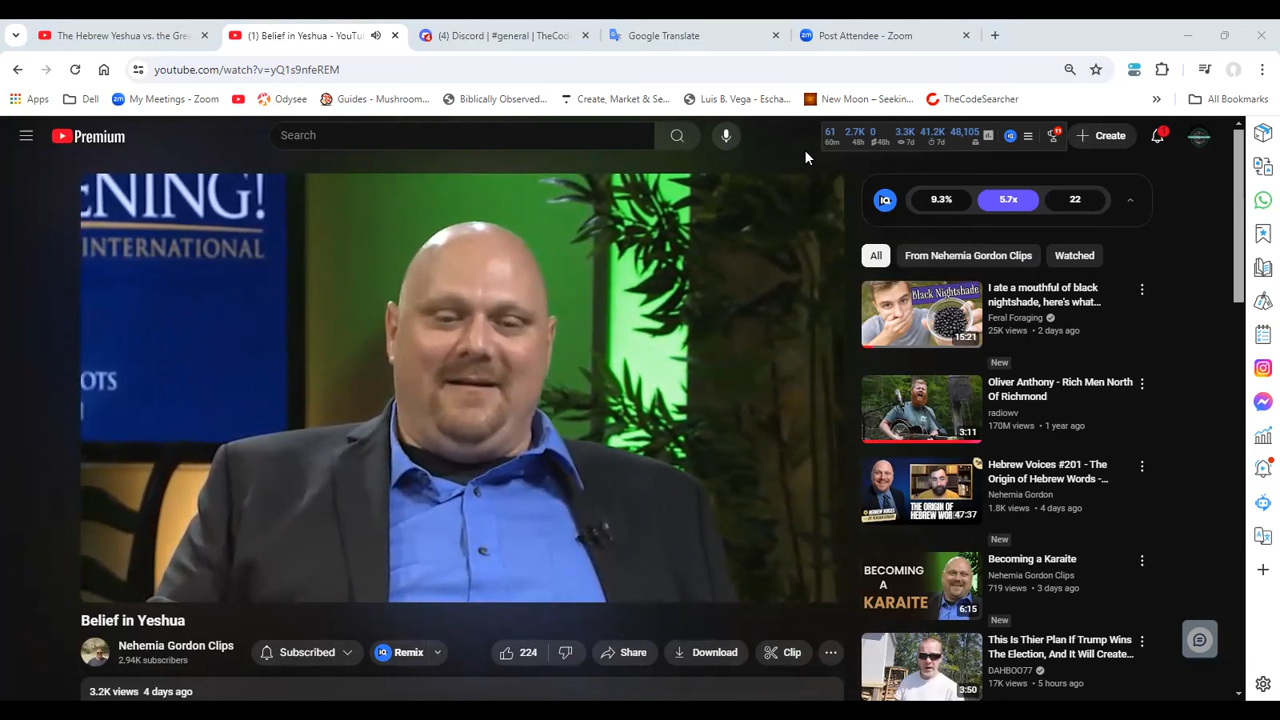 The Hebrew Yeshua vs. the Gre
(1) Belief in Yeshua - YouTu
(4) Discord | #general | TheCod
Google Translate
Post Attendee - Zoom
youtube.com/watch?v=yQ1s9nfeREM
Apps
Dell
My Meetings - Zoom
Odysee
Guides - Mushroom...
Biblically Observed...
Create, Market & Se...
Luis B. Vega - Escha...
New Moon – Seekin...
TheCodeSearcher
All Bookmarks
Premium
Search
61 2.7K 0 3.3K 41.2K 48,105
60m 48h 48h 7d 7d
Create
ENING!
INTERNATIONAL
OTS
IQ 9.3% 5.7x 22
All
From Nehemia Gordon Clips
Watched
Black Nightshade
15:21
I ate a mouthful of black
nightshade, here's what...
Feral Foraging
25K views • 2 days ago
New
3:11
Oliver Anthony - Rich Men North
Of Richmond
radiowv
170M views • 1 year ago
THE ORIGIN
47:37
Hebrew Voices #201 - The
Origin of Hebrew Words -...
Nehemia Gordon
1.8K views • 4 days ago
New
BECOMING
A
KARAITE
6:15
Becoming a Karaite
Nehemia Gordon Clips
719 views • 3 days ago
New
3:50
This Is Thier Plan If Trump Wins
The Election, And It Will Create...
DAHBOO77
17K views • 5 hours ago
Belief in Yeshua
Nehemia Gordon Clips
2.94K subscribers
Subscribed
IQ Remix
224
Share
Download
Clip
3.2K views 4 days ago